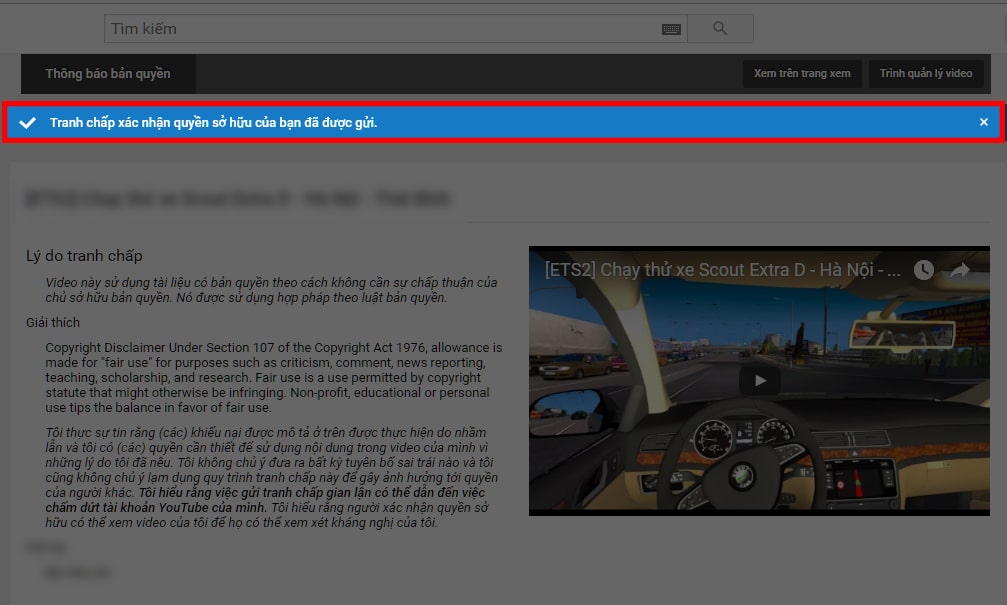 Tìm kiếm
Thông báo bản quyền
Xem trên trang xem
Trình quản lý video
Tranh chấp xác nhận quyền sở hữu của bạn đã được gửi.
Lý do tranh chấp
Video này sử dụng tài liệu có bản quyền theo cách không cần sự chấp thuận của
chủ sở hữu bản quyền. Nó được sử dụng hợp pháp theo luật bản quyền.
Giải thích
Copyright Disclaimer Under Section 107 of the Copyright Act 1976, allowance is
made for "fair use" for purposes such as criticism, comment, news reporting,
teaching, scholarship, and research. Fair use is a use permitted by copyright
statute that might otherwise be infringing. Non-profit, educational or personal
use tips the balance in favor of fair use.
Tôi thực sự tin rằng (các) khiếu nại được mô tả ở trên được thực hiện do nhầm
lẫn và tôi có (các) quyền cần thiết để sử dụng nội dung trong video của mình vì
những lý do tôi đã nêu. Tôi không chủ ý đưa ra bất kỳ tuyên bố sai trái nào và tôi
cũng không chủ ý lạm dụng quy trình tranh chấp này để gây ảnh hưởng tới quyền
của người khác. Tôi hiểu rằng việc gửi tranh chấp gian lận có thể dẫn đến việc
chấm dứt tài khoản YouTube của mình. Tôi hiểu rằng người xác nhận quyền sở
hữu có thể xem video của tôi để họ có thể xem xét kháng nghị của tôi.
[ETS2] Chạy thử xe Scout Extra D - Hà Nội - ...